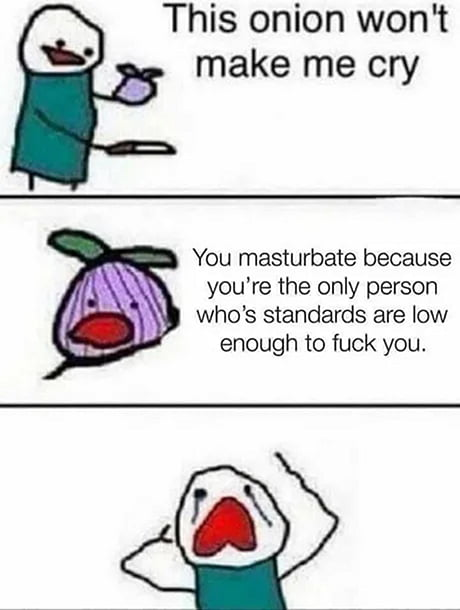 This onion won't
make me cry
You masturbate because
you're the only person
who's standards are low
enough to fuck you.